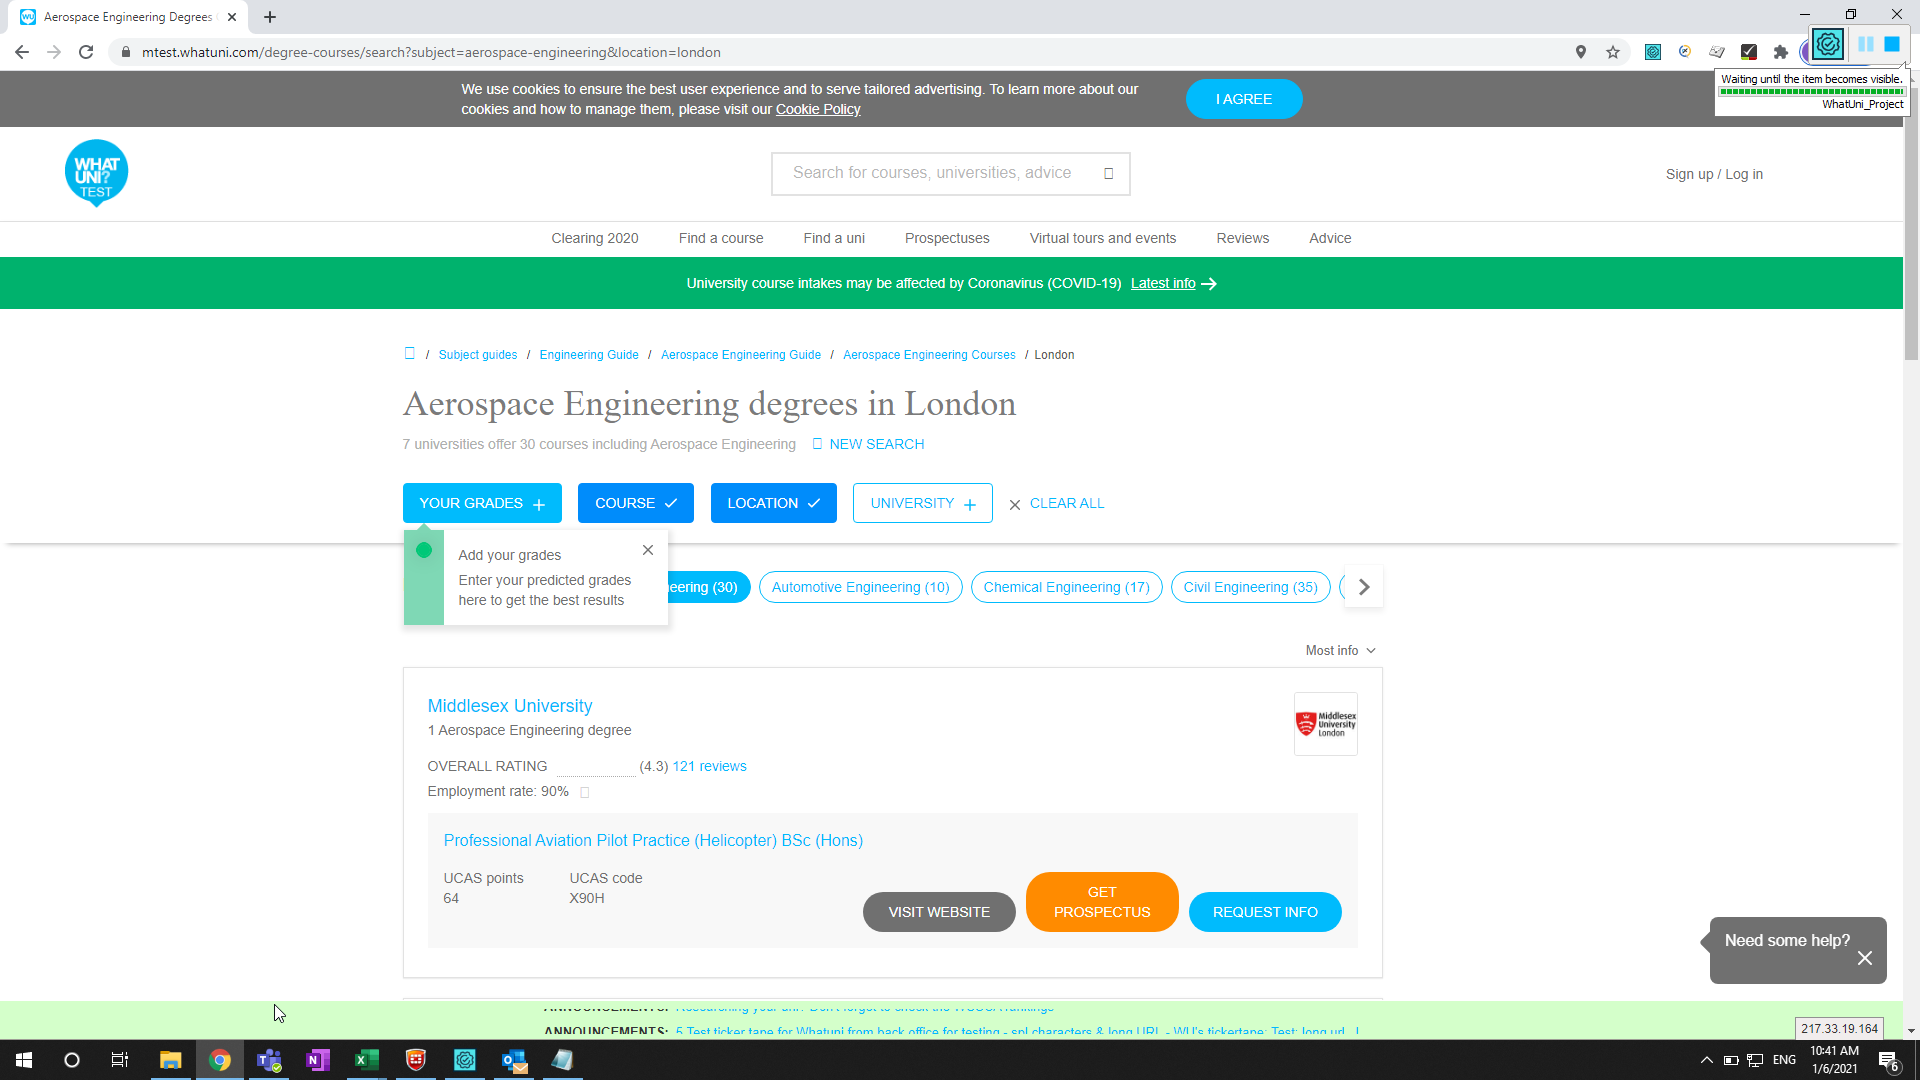 Aerospace Engineering Degrees
mtest.whatuni.com/degree-courses/search?subject=aerospace-engineering&location=london
Waiting until the item becomes visible.
WhatUni_Project
We use cookies to ensure the best user experience and to serve tailored advertising. To learn more about our
cookies and how to manage them, please visit our Cookie Policy
I AGREE
WHAT
UNI?
TEST
Search for courses, universities, advice
Sign up / Log in
Clearing 2020 Find a course Find a uni Prospectuses Virtual tours and events Reviews Advice
University course intakes may be affected by Coronavirus (COVID-19) Latest info
/ Subject guides / Engineering Guide / Aerospace Engineering Guide / Aerospace Engineering Courses / London
Aerospace Engineering degrees in London
7 universities offer 30 courses including Aerospace Engineering NEW SEARCH
YOUR GRADES COURSE LOCATION UNIVERSITY CLEAR ALL
Add your grades
Enter your predicted grades
here to get the best results
eering (30) Automotive Engineering (10) Chemical Engineering (17) Civil Engineering (35)
Most info
Middlesex University
1 Aerospace Engineering degree
Middlesex
University
London
OVERALL RATING (4.3) 121 reviews
Employment rate: 90%
Professional Aviation Pilot Practice (Helicopter) BSc (Hons)
UCAS points UCAS code
64 X90H
VISIT WEBSITE
GET
PROSPECTUS
REQUEST INFO
Need some help?
ANNOUNCEMENTS: 5 Test ticker tape for Whatuni from back office for testing - spl characters & long URL - WU's tickertape: Test: long url
217.33.19.164
ENG
10:41 AM
1/6/2021
6